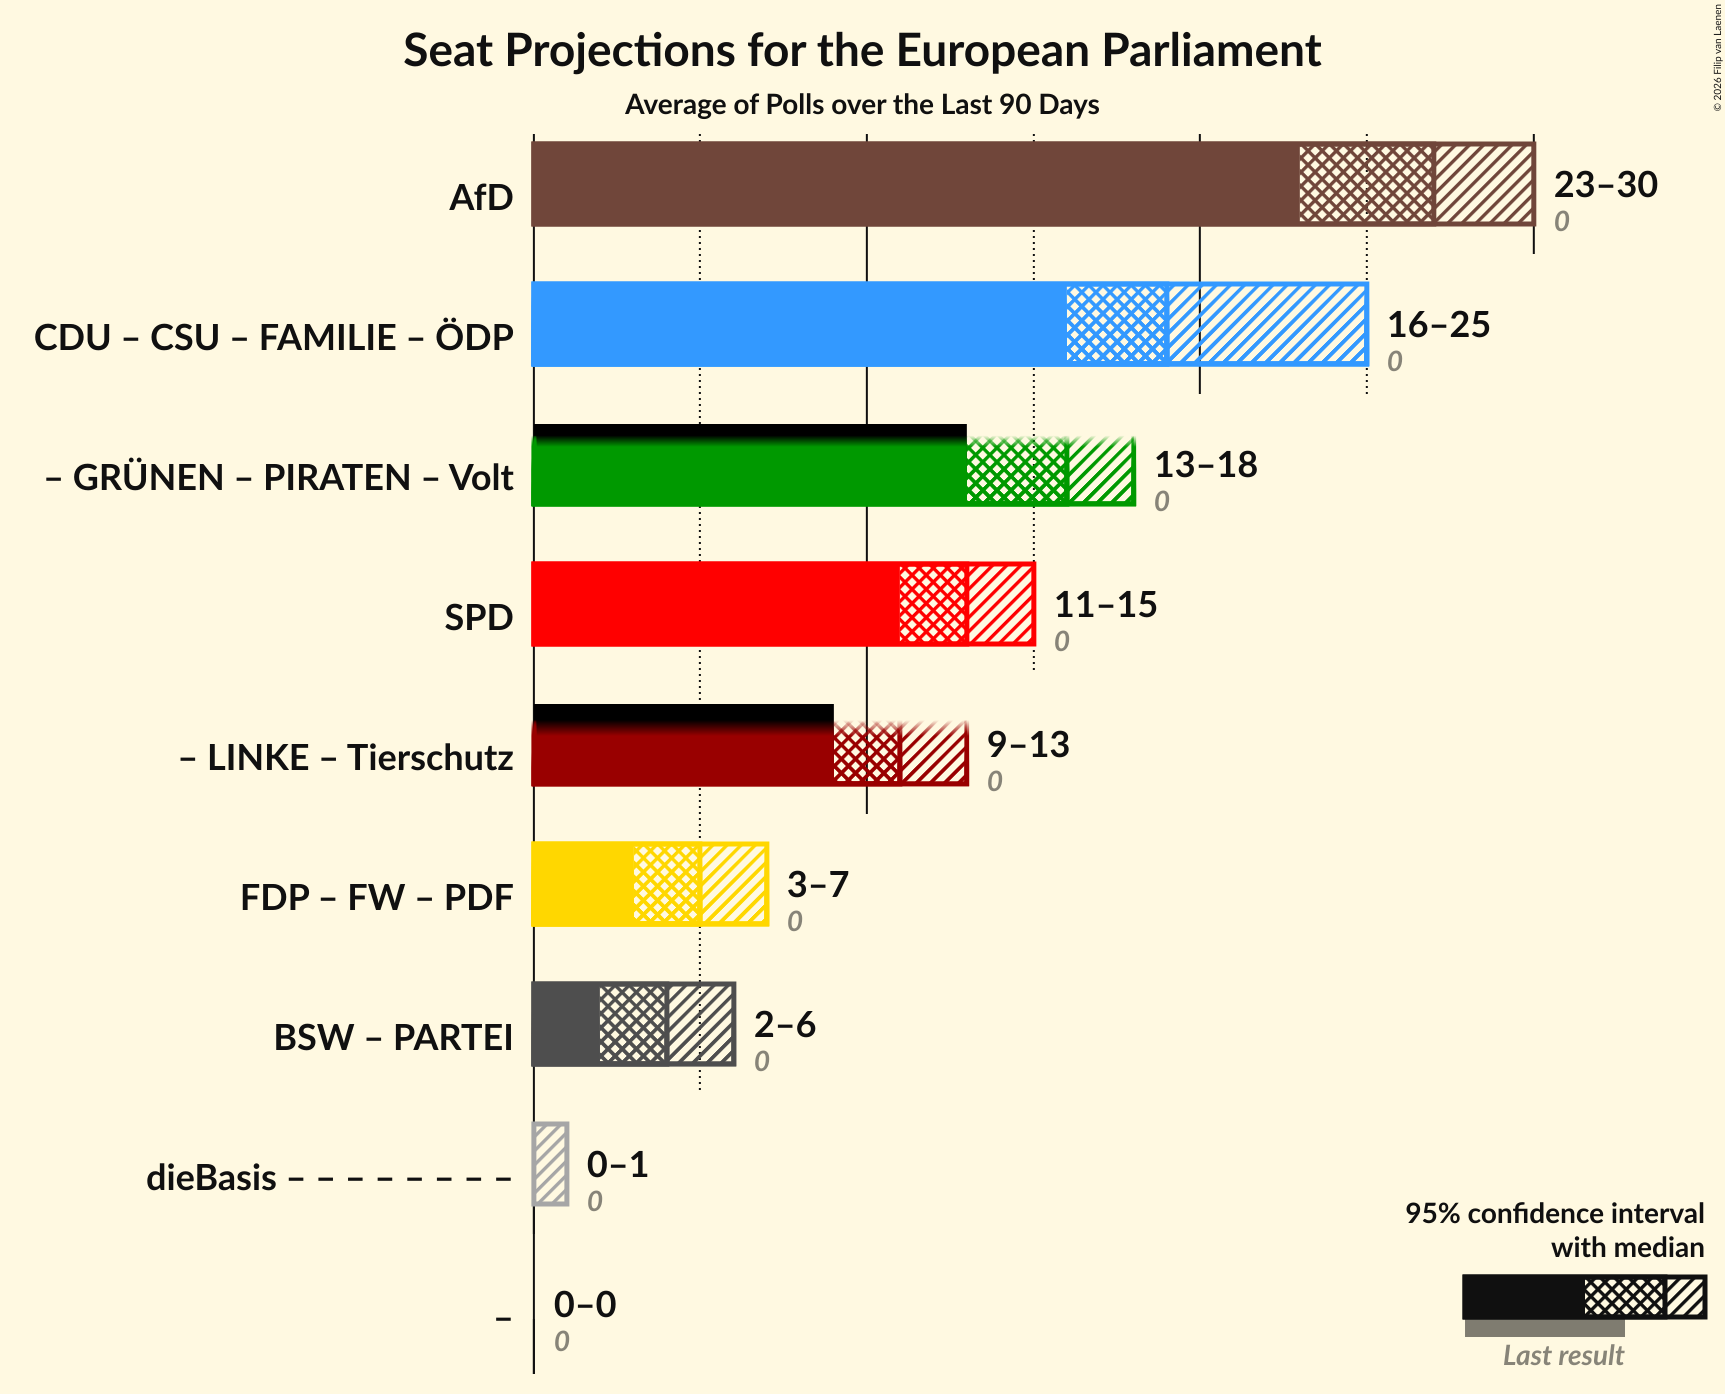 Seat Projections for the European Parliament
Average of Polls over the Last 90 Days
© 2026 Filip van Laenen
AfD
23–30
0
CDU – CSU – FAMILIE – ÖDP
16–25
0
– GRÜNEN – PIRATEN – Volt
13–18
0
SPD
11–15
0
– LINKE – Tierschutz
9–13
0
FDP – FW – PDF
3–7
0
BSW – PARTEI
2–6
0
dieBasis – – – – – – – –
0–1
0
–
0–0
0
95% confidence interval
with median
Last result